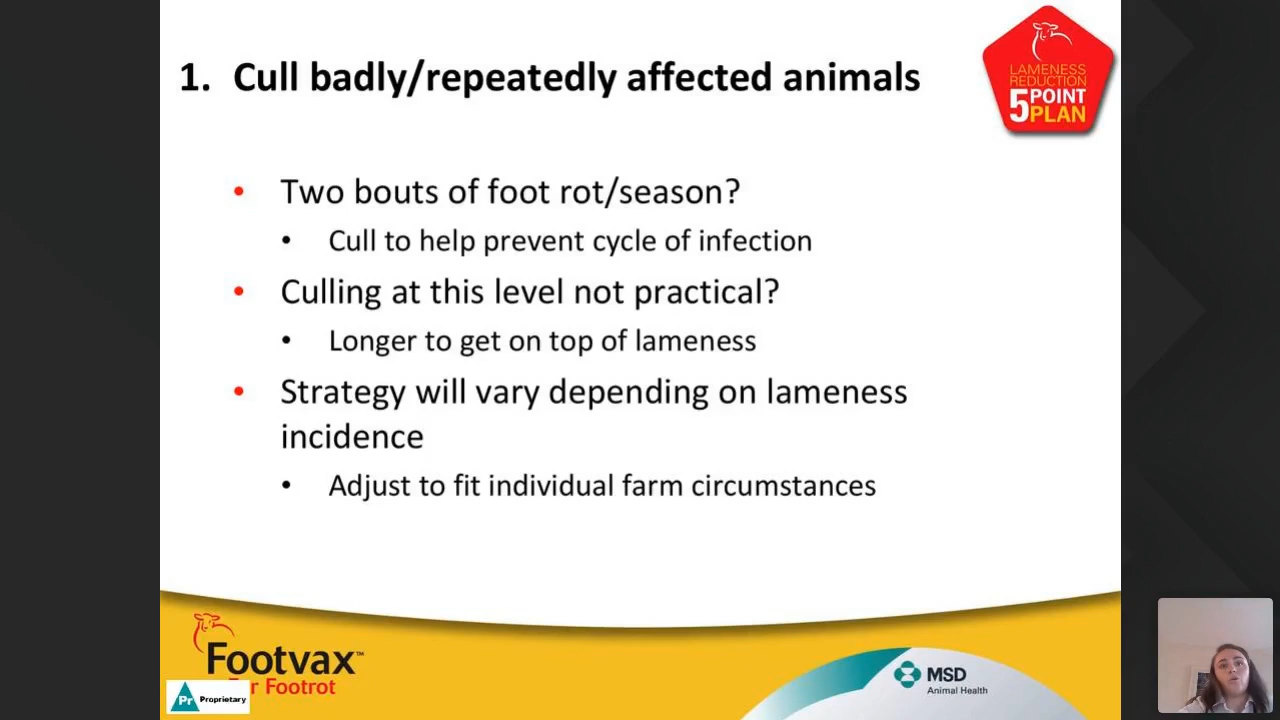 1. Cull badly/repeatedly affected animals
LAMENESS
REDUCTION
5 POINT
PLAN
• Two bouts of foot rot/season?
• Cull to help prevent cycle of infection
• Culling at this level not practical?
• Longer to get on top of lameness
• Strategy will vary depending on lameness
incidence
• Adjust to fit individual farm circumstances
Footvax™
Footrot
Pr Proprietary
MSD
Animal Health